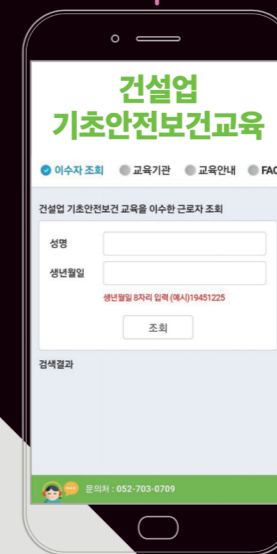 건설업
기초안전보건교육
이수자 조회 교육기관 교육안내 FAQ
건설업 기초안전보건 교육을 이수한 근로자 조회
성명
생년월일
생년월일 8자리 입력 (예시)19451225
조회
검색결과
문의처 : 052-703-0709